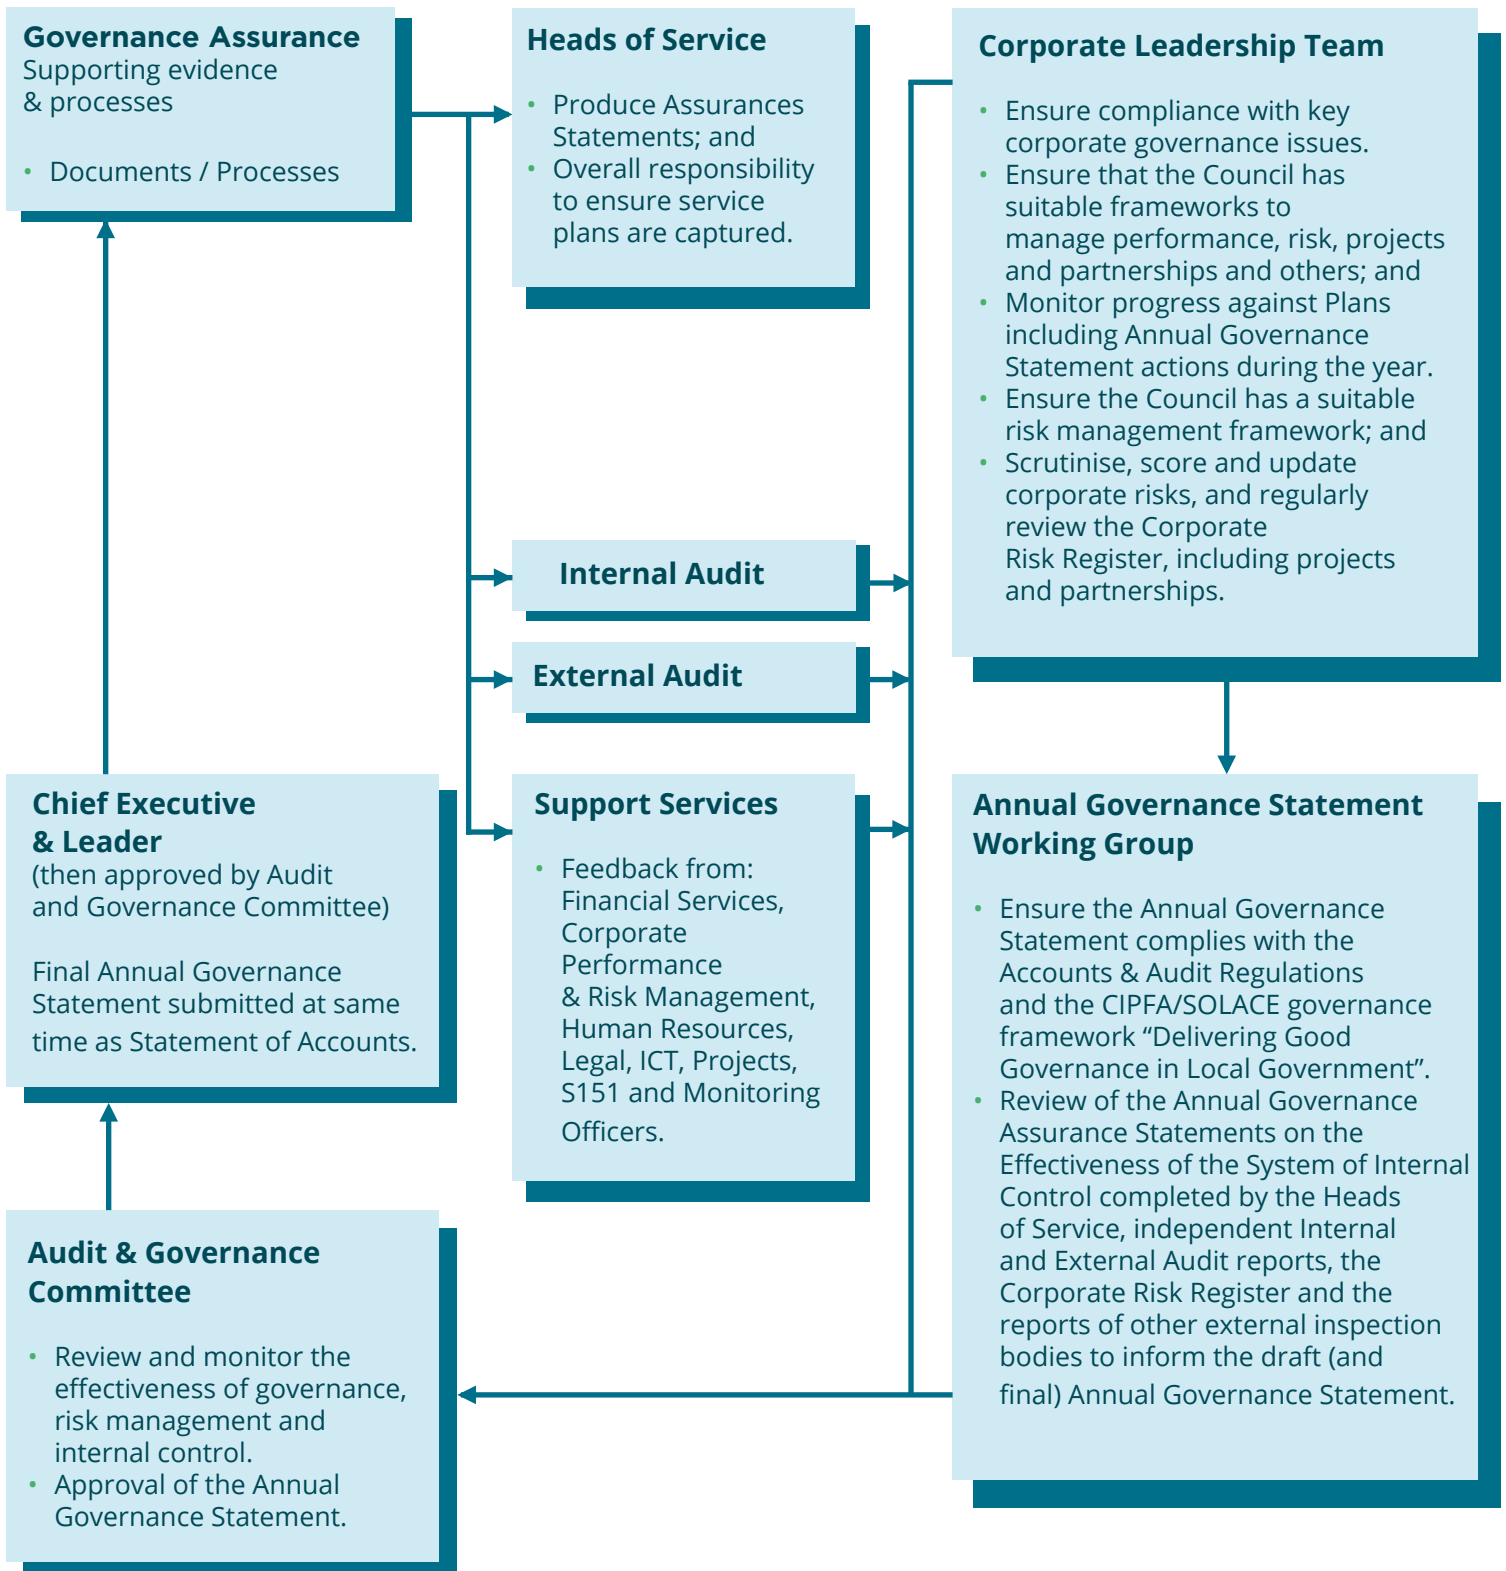 Governance Assurance
Supporting evidence
& processes
• Documents / Processes
Heads of Service
• Produce Assurances
Statements; and
• Overall responsibility
to ensure service
plans are captured.
Corporate Leadership Team
• Ensure compliance with key
corporate governance issues.
• Ensure that the Council has
suitable frameworks to
manage performance, risk, projects
and partnerships and others; and
• Monitor progress against Plans
including Annual Governance
Statement actions during the year.
• Ensure the Council has a suitable
risk management framework; and
• Scrutinise, score and update
corporate risks, and regularly
review the Corporate
Risk Register, including projects
and partnerships.
Internal Audit
External Audit
Support Services
• Feedback from:
Financial Services,
Corporate
Performance
& Risk Management,
Human Resources,
Legal, ICT, Projects,
S151 and Monitoring
Officers.
Annual Governance Statement
Working Group
• Ensure the Annual Governance
Statement complies with the
Accounts & Audit Regulations
and the CIPFA/SOLACE governance
framework “Delivering Good
Governance in Local Government”.
• Review of the Annual Governance
Assurance Statements on the
Effectiveness of the System of Internal
Control completed by the Heads
of Service, independent Internal
and External Audit reports, the
Corporate Risk Register and the
reports of other external inspection
bodies to inform the draft (and
final) Annual Governance Statement.
Chief Executive
& Leader
(then approved by Audit
and Governance Committee)
Final Annual Governance
Statement submitted at same
time as Statement of Accounts.
Audit & Governance
Committee
• Review and monitor the
effectiveness of governance,
risk management and
internal control.
• Approval of the Annual
Governance Statement.